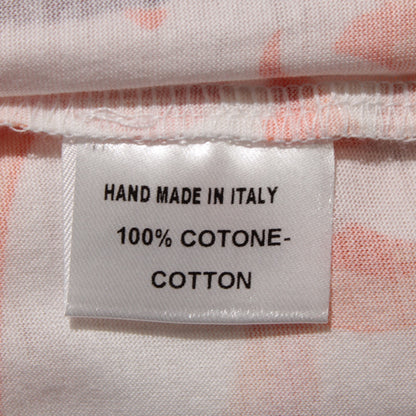 HAND MADE IN ITALY
100% COTONE-
COTTON